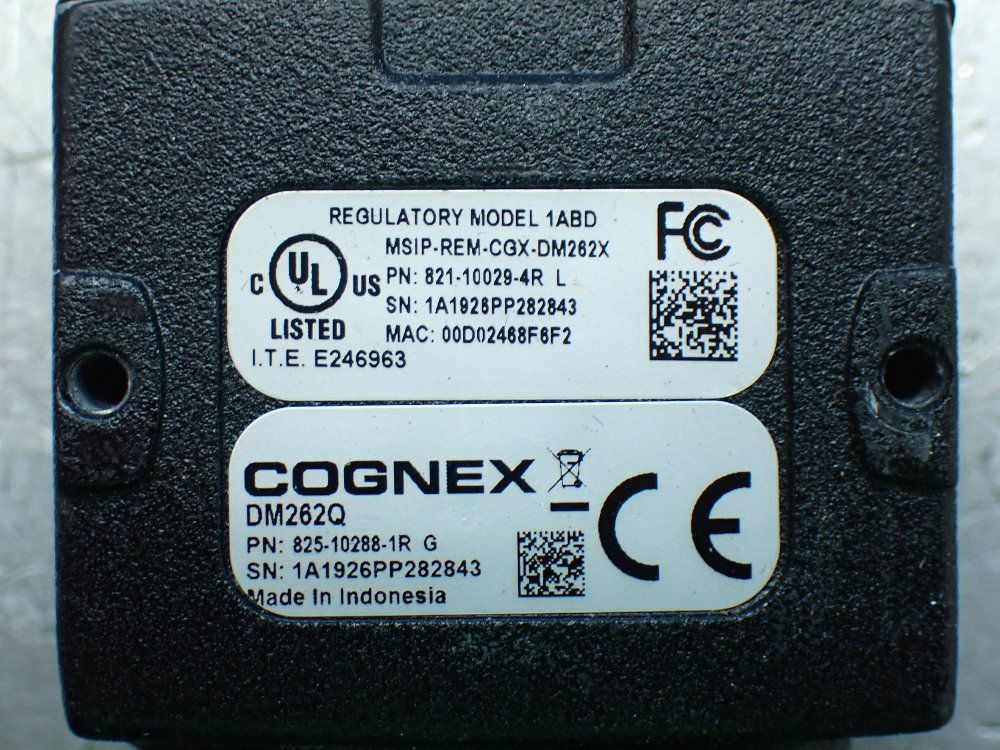 REGULATORY MODEL 1ABD
FC
MSIP-REM-CGX-DM262X
C UL US
LISTED
PN: 821-10029-4R L
SN: 1A1926PP282843
MAC: 00D02468F6F2
I.T.E. E246963
COGNEX
CE
DM262Q
PN: 825-10288-1R G
SN: 1A1926PP282843
Made In Indonesia